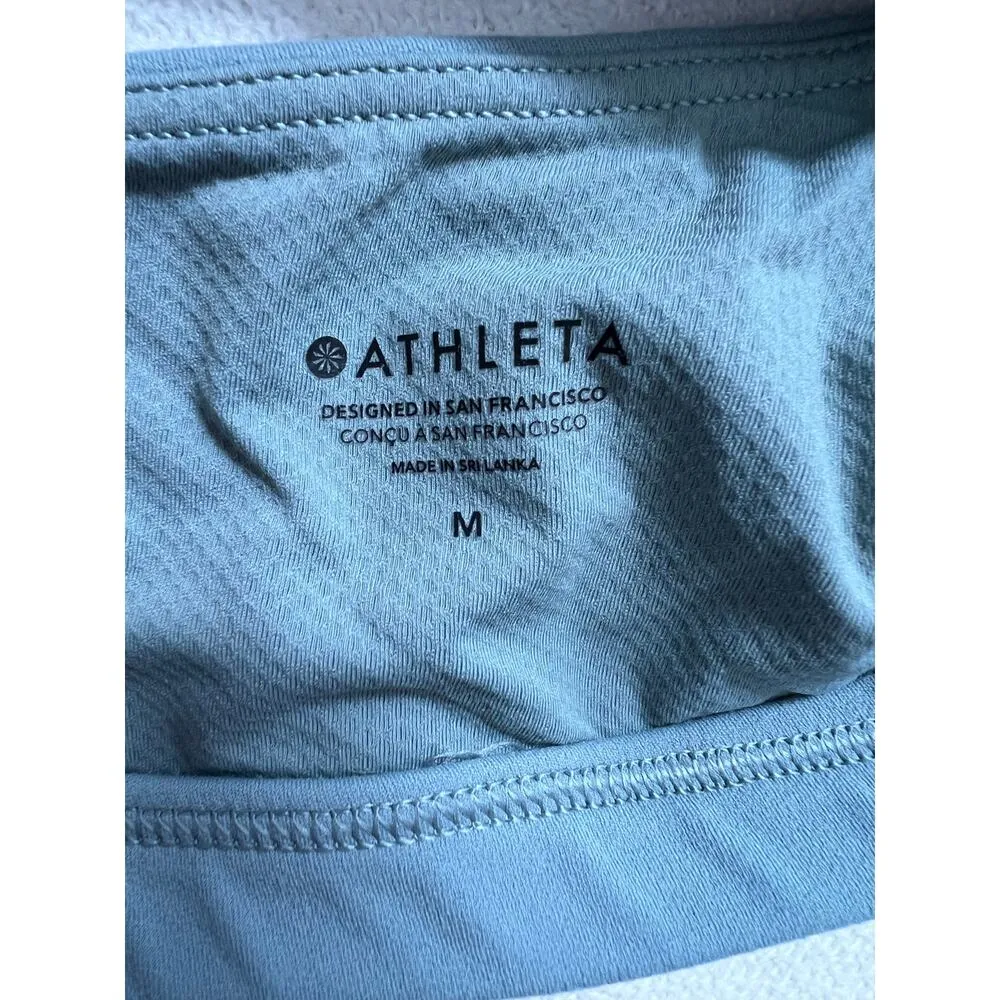 ATHLETA
DESIGNED IN SAN FRANCISCO
CONÇU A SAN FRANCISCO
MADE IN SRI LANKA
M